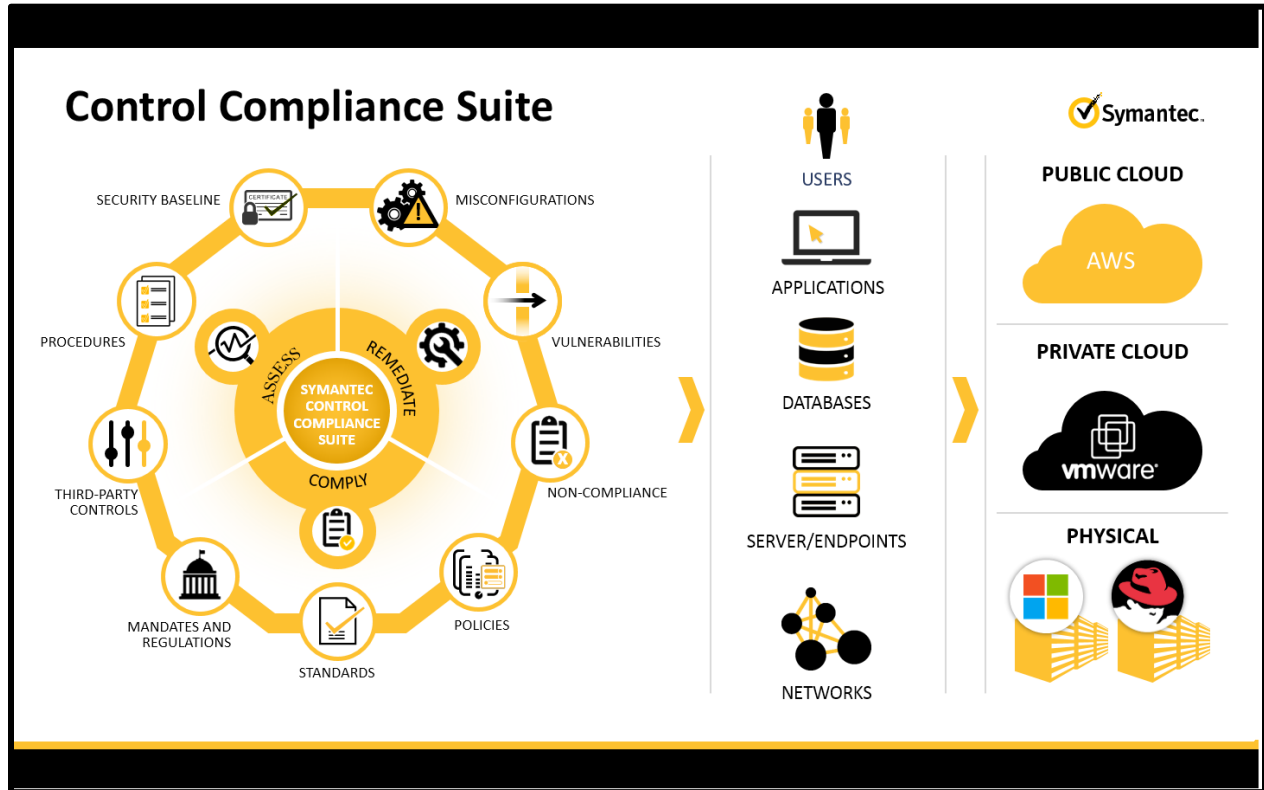 Control Compliance Suite
SECURITY BASELINE
CERTIFICATE
MISCONFIGURATIONS
PROCEDURES
VULNERABILITIES
ASSESS
REMEDIATE
COMPLY
SYMANTEC
CONTROL
COMPLIANCE
SUITE
THIRD-PARTY
CONTROLS
NON-COMPLIANCE
MANDATES AND
REGULATIONS
STANDARDS
POLICIES
USERS
APPLICATIONS
DATABASES
SERVER/ENDPOINTS
NETWORKS
Symantec™
PUBLIC CLOUD
AWS
PRIVATE CLOUD
vmware®
PHYSICAL